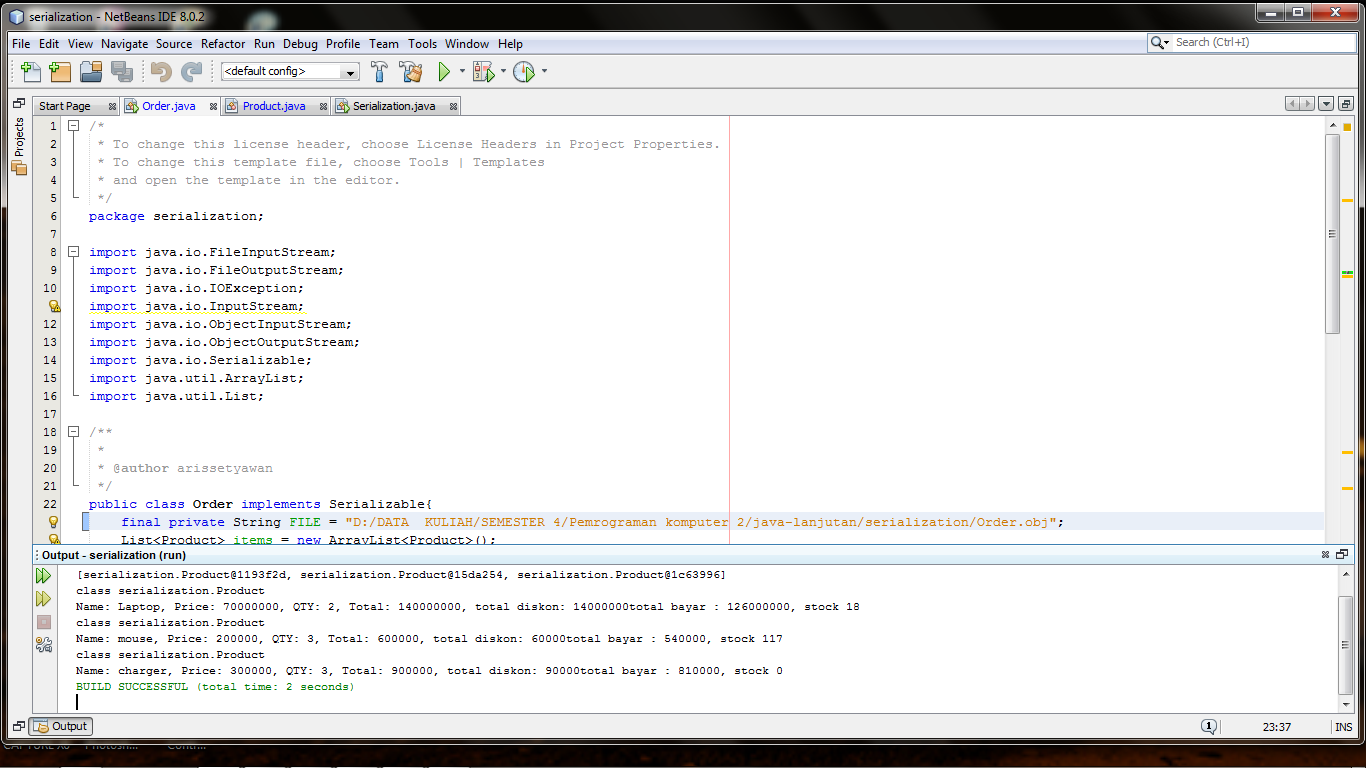 serialization - NetBeans IDE 8.0.2
File Edit View Navigate Source Refactor Run Debug Profile Team Tools Window Help
Search (Ctrl+I)
<default config>
Start Page Order.java Product.java Serialization.java
Projects
1 /*
2 * To change this license header, choose License Headers in Project Properties.
3 * To change this template file, choose Tools | Templates
4 * and open the template in the editor.
5 */
6 package serialization;
7
8 import java.io.FileInputStream;
9 import java.io.FileOutputStream;
10 import java.io.IOException;
import java.io.InputStream;
12 import java.io.ObjectInputStream;
13 import java.io.ObjectOutputStream;
14 import java.io.Serializable;
15 import java.util.ArrayList;
16 import java.util.List;
17
18 /**
19 *
20 * @author arissetyawan
21 */
22 public class Order implements Serializable{
final private String FILE = "D:/DATA  KULIAH/SEMESTER 4/Pemrograman komputer 2/java-lanjutan/serialization/Order.obj";
List<Product> items = new ArrayList<Product>();
Output - serialization (run)
[serialization.Product@1193f2d, serialization.Product@15da254, serialization.Product@1c63996]
class serialization.Product
Name: Laptop, Price: 70000000, QTY: 2, Total: 140000000, total diskon: 14000000total bayar : 126000000, stock 18
class serialization.Product
Name: mouse, Price: 200000, QTY: 3, Total: 600000, total diskon: 60000total bayar : 540000, stock 117
class serialization.Product
Name: charger, Price: 300000, QTY: 3, Total: 900000, total diskon: 90000total bayar : 810000, stock 0
BUILD SUCCESSFUL (total time: 2 seconds)
Output
1
23:37
INS